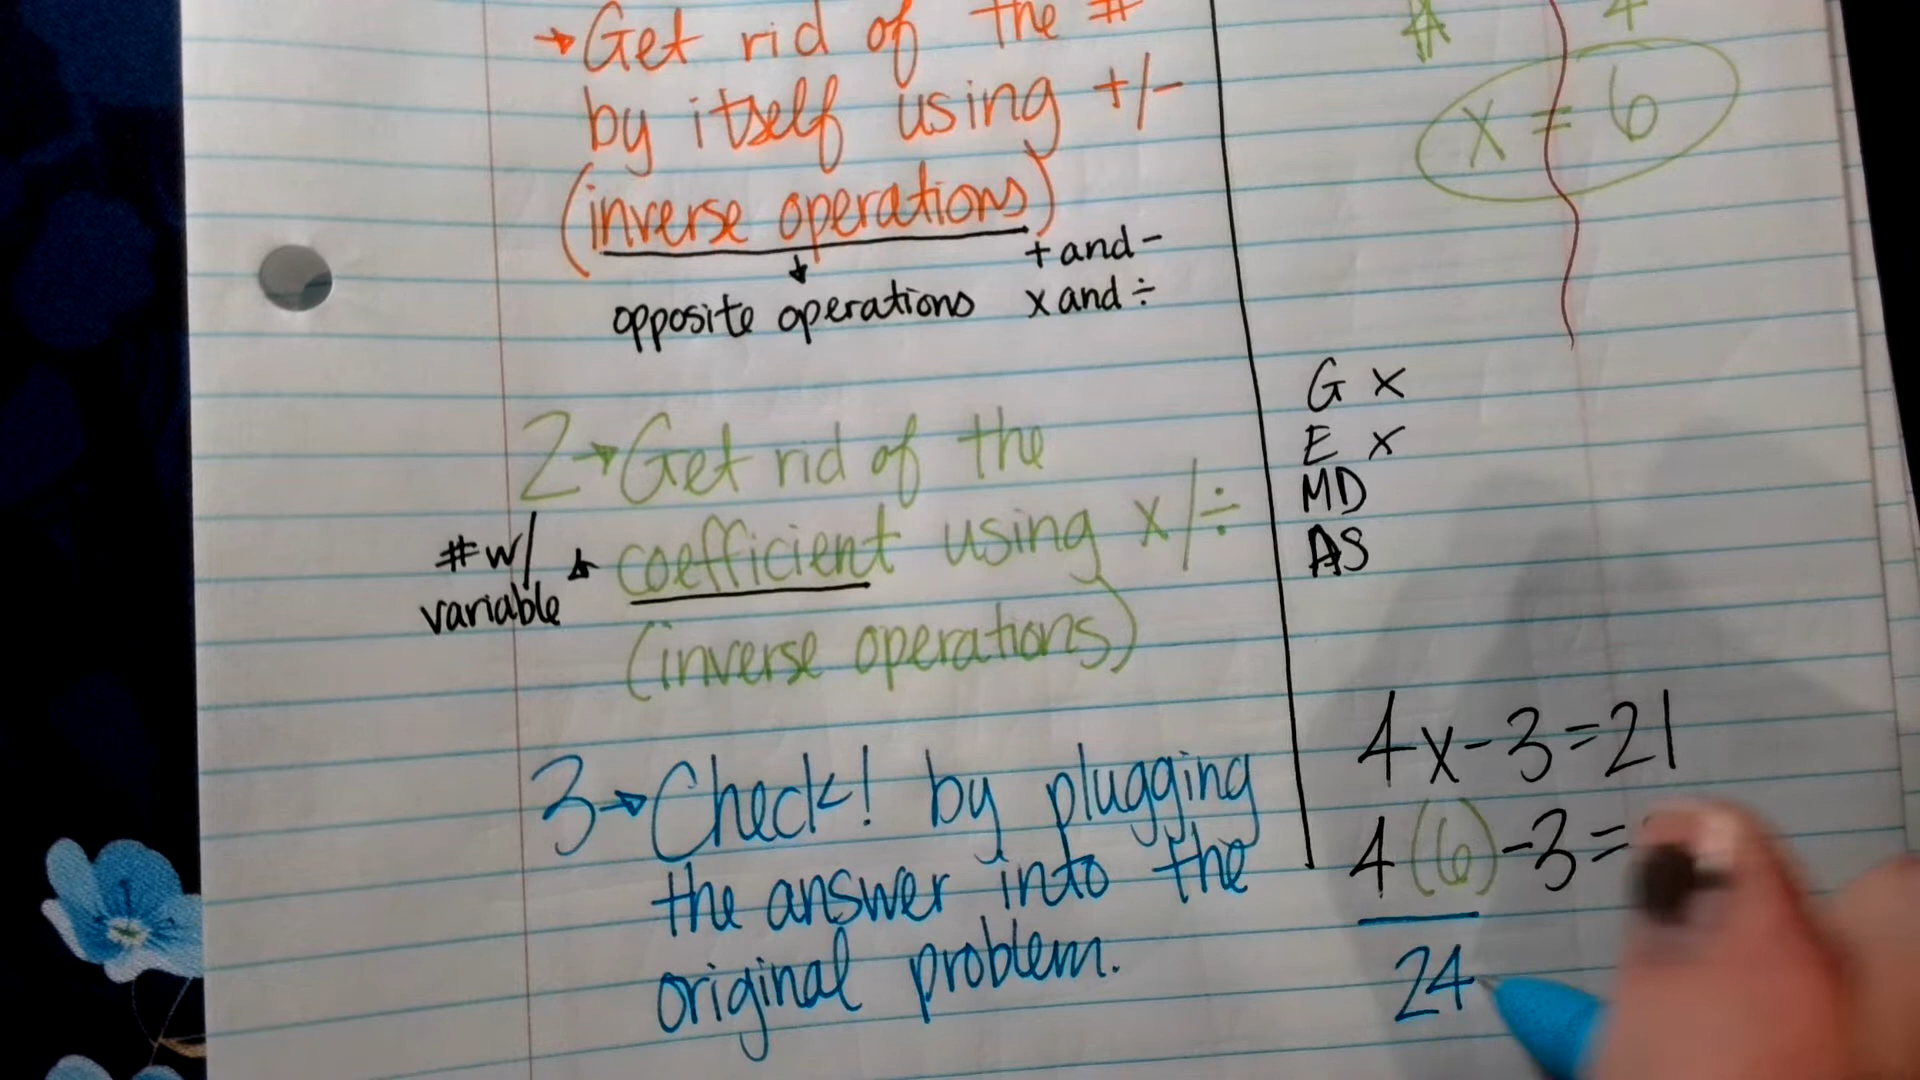 →Get rid of the #
by itself using +/-
(inverse operations)
+ and -
opposite operations x and ÷
2→Get rid of the
coefficient using x/÷
# w/
variable
(inverse operations)
3→Check! by plugging
the answer into the
original problem.
4
x = 6
G x
E x
MD
AS
4x-3=21
4(6)-3=
24